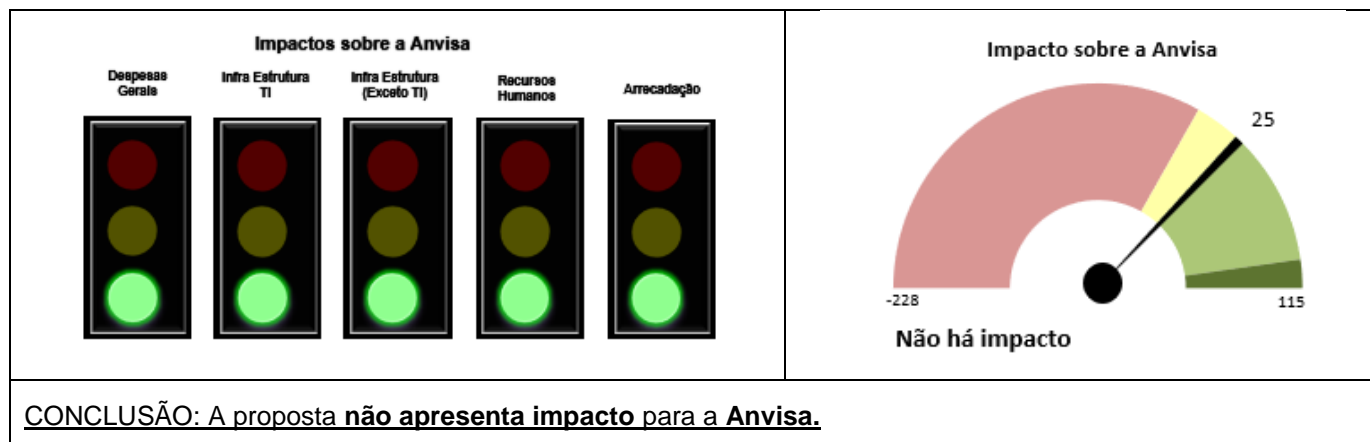 Impactos sobre a Anvisa
Despesas
Gerais
Infra Estrutura
TI
Infra Estrutura
(Exceto TI)
Recursos
Humanos
Arrecadação
Impacto sobre a Anvisa
25
-228
115
Não há impacto
CONCLUSÃO: A proposta não apresenta impacto para a Anvisa.